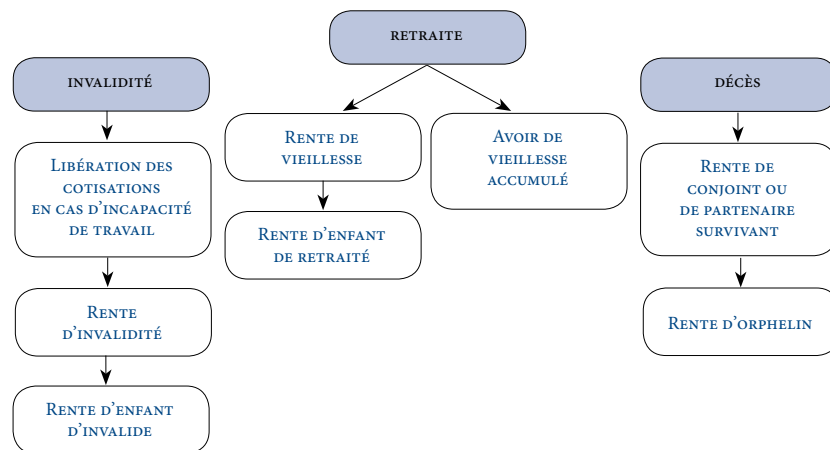 RETRAITE
INVALIDITÉ
DÉCÈS
RENTE DE
VIEILLESSE
AVOIR DE
VIEILLESSE
ACCUMULÉ
LIBÉRATION DES
COTISATIONS
EN CAS D'INCAPACITÉ
DE TRAVAIL
RENTE DE
CONJOINT OU
DE PARTENAIRE
SURVIVANT
RENTE D'ENFANT
DE RETRAITÉ
RENTE
D'INVALIDITÉ
RENTE D'ORPHELIN
RENTE D'ENFANT
D'INVALIDE